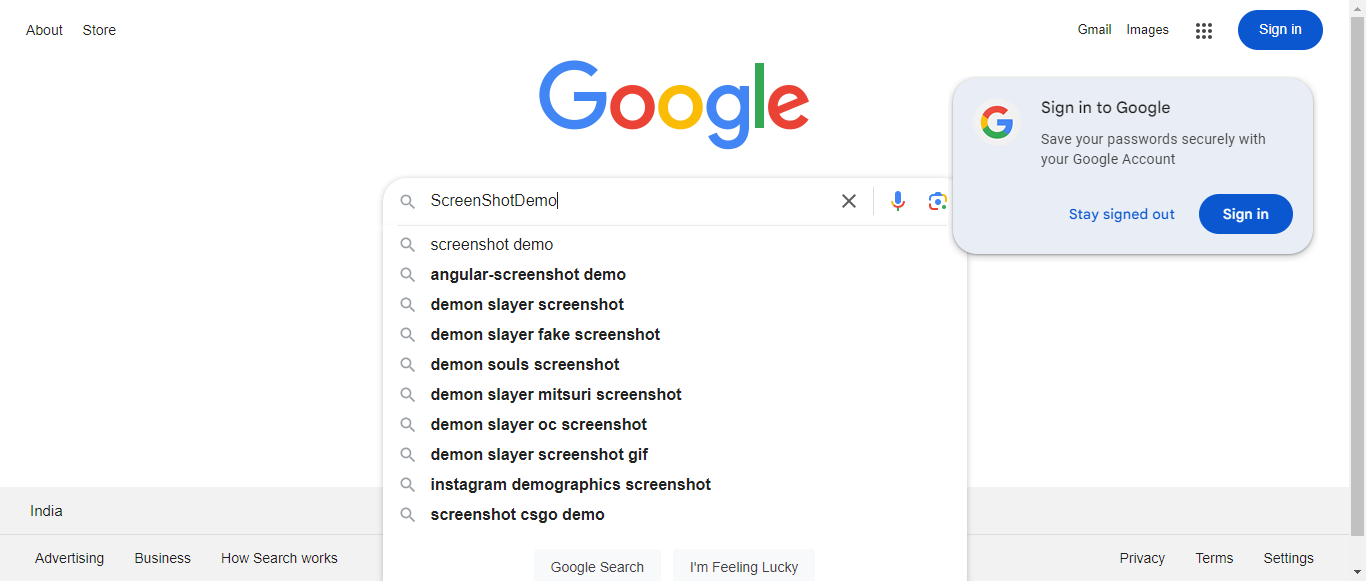 About Store
Gmail Images Sign in
Google
Sign in to Google
Save your passwords securely with
your Google Account
Stay signed out Sign in
ScreenShotDemo
screenshot demo
angular-screenshot demo
demon slayer screenshot
demon slayer fake screenshot
demon souls screenshot
demon slayer mitsuri screenshot
demon slayer oc screenshot
demon slayer screenshot gif
instagram demographics screenshot
screenshot csgo demo
Google Search I'm Feeling Lucky
India
Advertising Business How Search works
Privacy Terms Settings